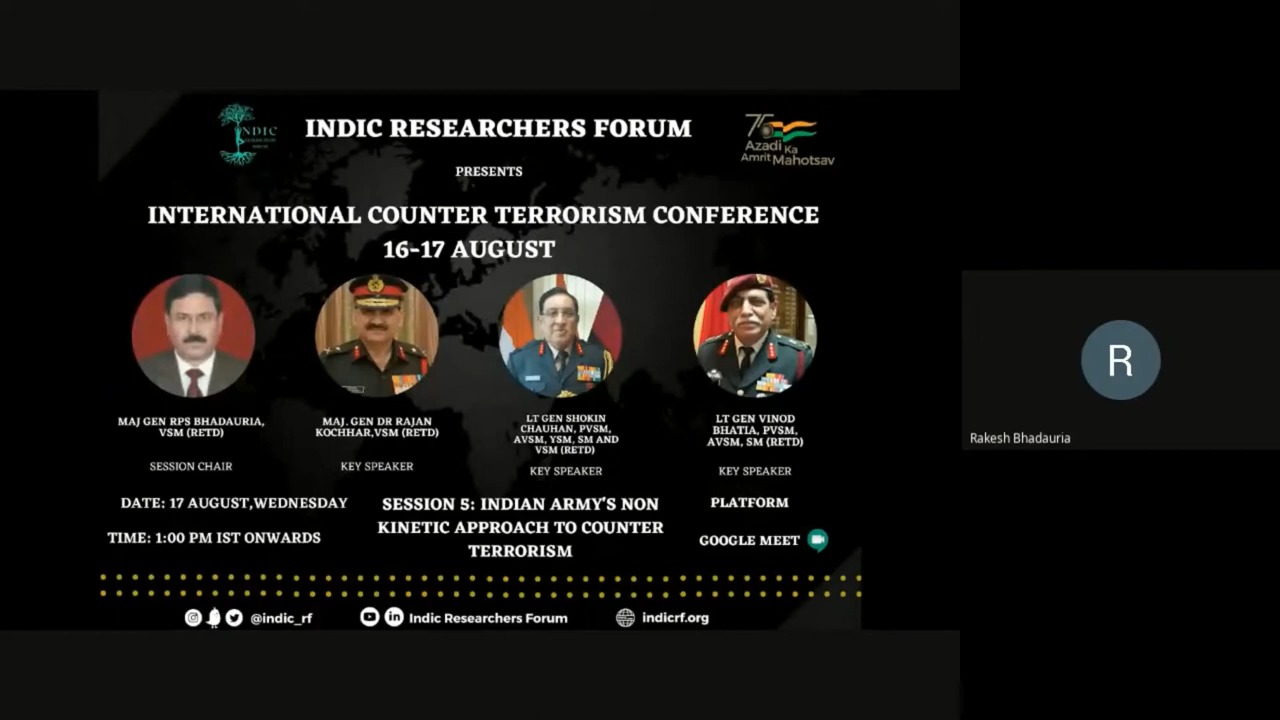 INDIC
INDIC RESEARCHERS FORUM
75
Azadi Ka
Amrit Mahotsav
PRESENTS
INTERNATIONAL COUNTER TERRORISM CONFERENCE
16-17 AUGUST
MAJ GEN RPS BHADAURIA,
VSM (RETD)
SESSION CHAIR
MAJ. GEN DR RAJAN
KOCHHAR,VSM (RETD)
KEY SPEAKER
LT GEN SHOKIN
CHAUHAN, PVSM,
AVSM, YSM, SM AND
VSM (RETD)
KEY SPEAKER
LT GEN VINOD
BHATIA, PVSM,
AVSM, SM (RETD)
KEY SPEAKER
DATE: 17 AUGUST,WEDNESDAY
TIME: 1:00 PM IST ONWARDS
SESSION 5: INDIAN ARMY'S NON
KINETIC APPROACH TO COUNTER
TERRORISM
PLATFORM
GOOGLE MEET
@indic_rf
Indic Researchers Forum
indicrf.org
R
Rakesh Bhadauria